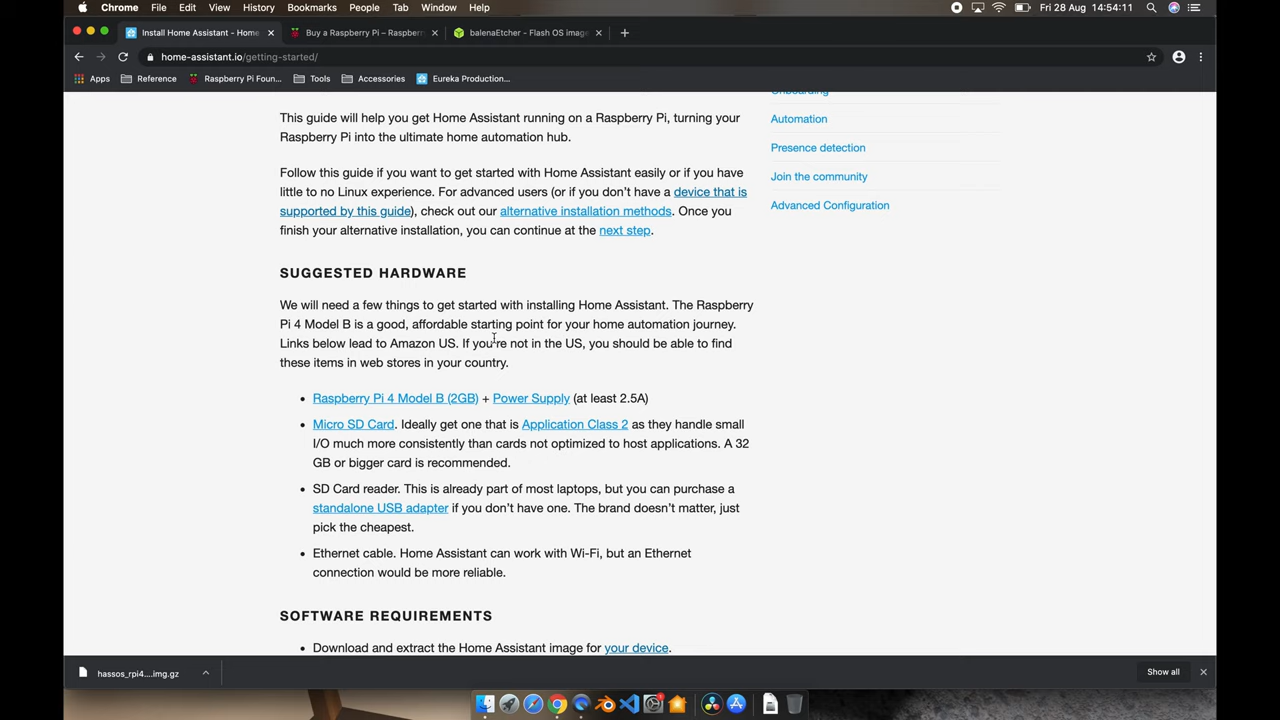 Chrome File Edit View History Bookmarks People Tab Window Help
Fri 28 Aug 14:54:11
Install Home Assistant - Home
Buy a Raspberry Pi – Raspberr
balenaEtcher - Flash OS imag
home-assistant.io/getting-started/
Apps
Reference
Raspberry Pi Foun...
Tools
Accessories
Eureka Production...
Onboarding
This guide will help you get Home Assistant running on a Raspberry Pi, turning your
Raspberry Pi into the ultimate home automation hub.
Automation
Presence detection
Join the community
Advanced Configuration
Follow this guide if you want to get started with Home Assistant easily or if you have
little to no Linux experience. For advanced users (or if you don’t have a device that is
supported by this guide), check out our alternative installation methods. Once you
finish your alternative installation, you can continue at the next step.
SUGGESTED HARDWARE
We will need a few things to get started with installing Home Assistant. The Raspberry
Pi 4 Model B is a good, affordable starting point for your home automation journey.
Links below lead to Amazon US. If you’re not in the US, you should be able to find
these items in web stores in your country.
• Raspberry Pi 4 Model B (2GB) + Power Supply (at least 2.5A)
• Micro SD Card. Ideally get one that is Application Class 2 as they handle small
I/O much more consistently than cards not optimized to host applications. A 32
GB or bigger card is recommended.
• SD Card reader. This is already part of most laptops, but you can purchase a
standalone USB adapter if you don’t have one. The brand doesn’t matter, just
pick the cheapest.
• Ethernet cable. Home Assistant can work with Wi-Fi, but an Ethernet
connection would be more reliable.
SOFTWARE REQUIREMENTS
• Download and extract the Home Assistant image for your device.
hassos_rpi4....img.gz
Show all